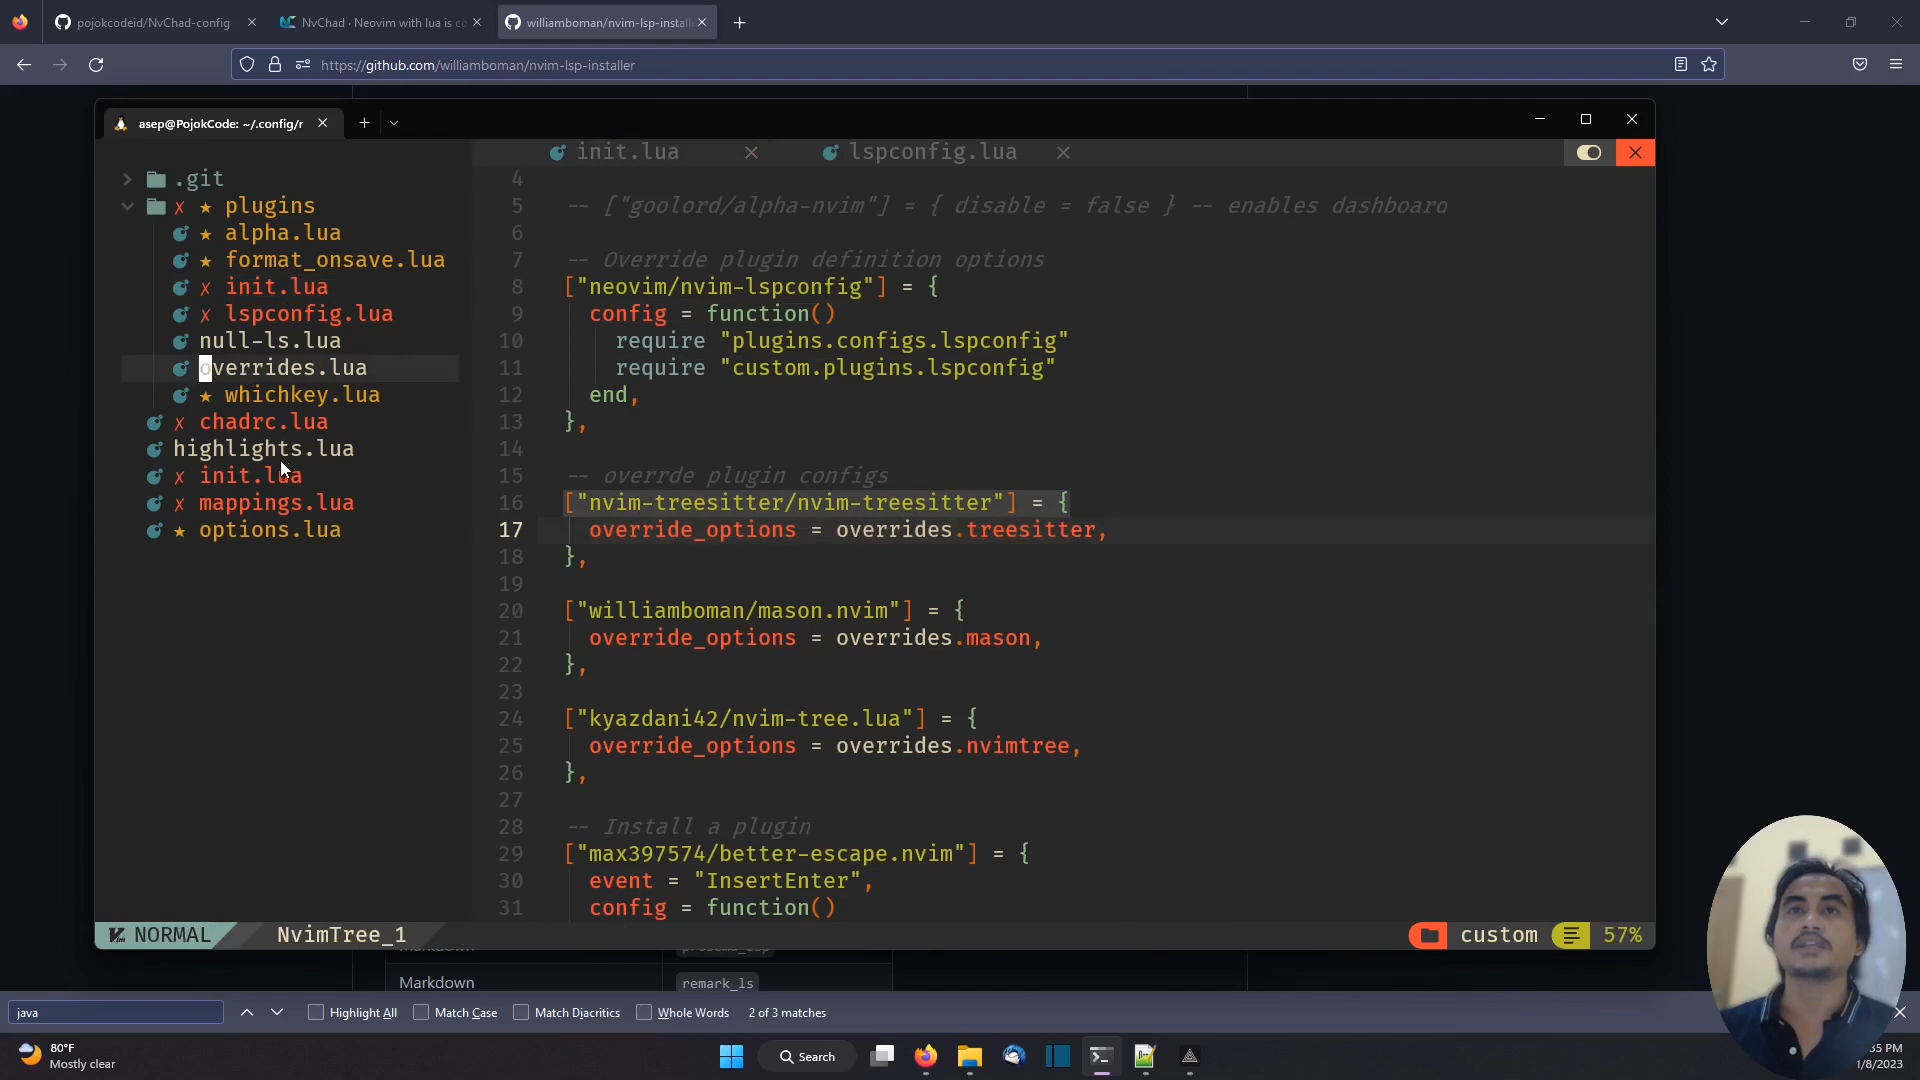 pojokcodeid/NvChad-config
NvChad · Neovim with lua is co
williamboman/nvim-lsp-installe
https://github.com/williamboman/nvim-lsp-installer
asep@PojokCode: ~/.config/r
init.lua
lspconfig.lua
.git
✗ ★ plugins
★ alpha.lua
★ format_onsave.lua
✗ init.lua
✗ lspconfig.lua
null-ls.lua
overrides.lua
★ whichkey.lua
✗ chadrc.lua
highlights.lua
✗ init.lua
✗ mappings.lua
★ options.lua
4
5 -- ["goolord/alpha-nvim"] = { disable = false } -- enables dashboard
6
7 -- Override plugin definition options
8 ["neovim/nvim-lspconfig"] = {
9 config = function()
10 require "plugins.configs.lspconfig"
11 require "custom.plugins.lspconfig"
12 end,
13 },
14
15 -- overrde plugin configs
16 ["nvim-treesitter/nvim-treesitter"] = {
17 override_options = overrides.treesitter,
18 },
19
20 ["williamboman/mason.nvim"] = {
21 override_options = overrides.mason,
22 },
23
24 ["kyazdani42/nvim-tree.lua"] = {
25 override_options = overrides.nvimtree,
26 },
27
28 -- Install a plugin
29 ["max397574/better-escape.nvim"] = {
30 event = "InsertEnter",
31 config = function()
NORMAL NvimTree_1 custom 57%
Markdown
Markdown remark_ls
java Highlight All Match Case Match Diacritics Whole Words 2 of 3 matches
80°F
Mostly clear
Search
35 PM
1/8/2023